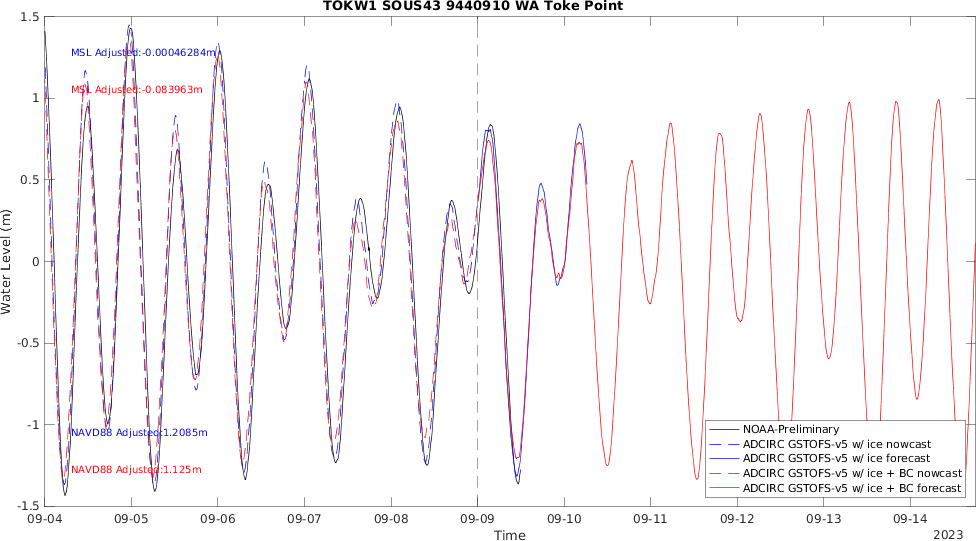 TOKW1 SOUS43 9440910 WA Toke Point
1.5
MSL Adjusted:-0.00046284m
MSL Adjusted:-0.083963m
1
0.5
Water Level (m)
0
-0.5
-1
NAVD88 Adjusted:1.2085m
NAVD88 Adjusted:1.125m
-1.5
NOAA-Preliminary
ADCIRC GSTOFS-v5 w/ ice nowcast
ADCIRC GSTOFS-v5 w/ ice forecast
ADCIRC GSTOFS-v5 w/ ice + BC nowcast
ADCIRC GSTOFS-v5 w/ ice + BC forecast
09-04 09-05 09-06 09-07 09-08 09-09 09-10 09-11 09-12 09-13 09-14
Time
2023